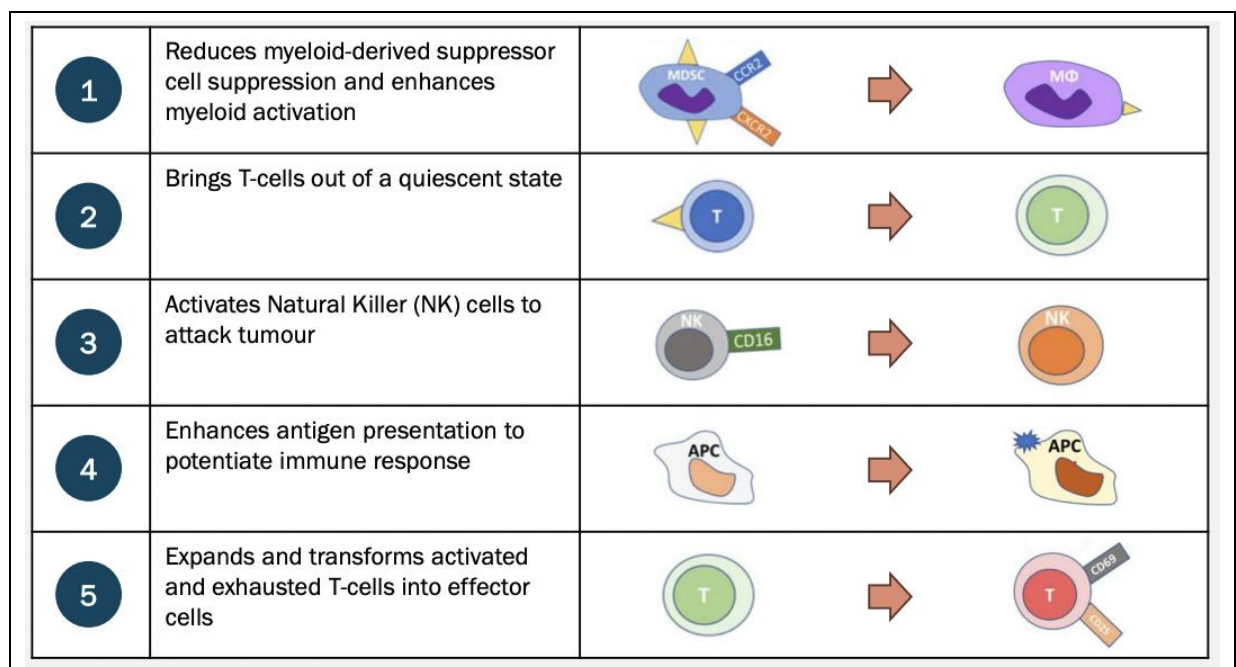 1
Reduces myeloid-derived suppressor
cell suppression and enhances
myeloid activation
MDSC
CCR2
CXCR2
MΦ
2
Brings T-cells out of a quiescent state
T
T
3
Activates Natural Killer (NK) cells to
attack tumour
NK
CD16
NK
4
Enhances antigen presentation to
potentiate immune response
APC
APC
5
Expands and transforms activated
and exhausted T-cells into effector
cells
T
T
CD69
CD25